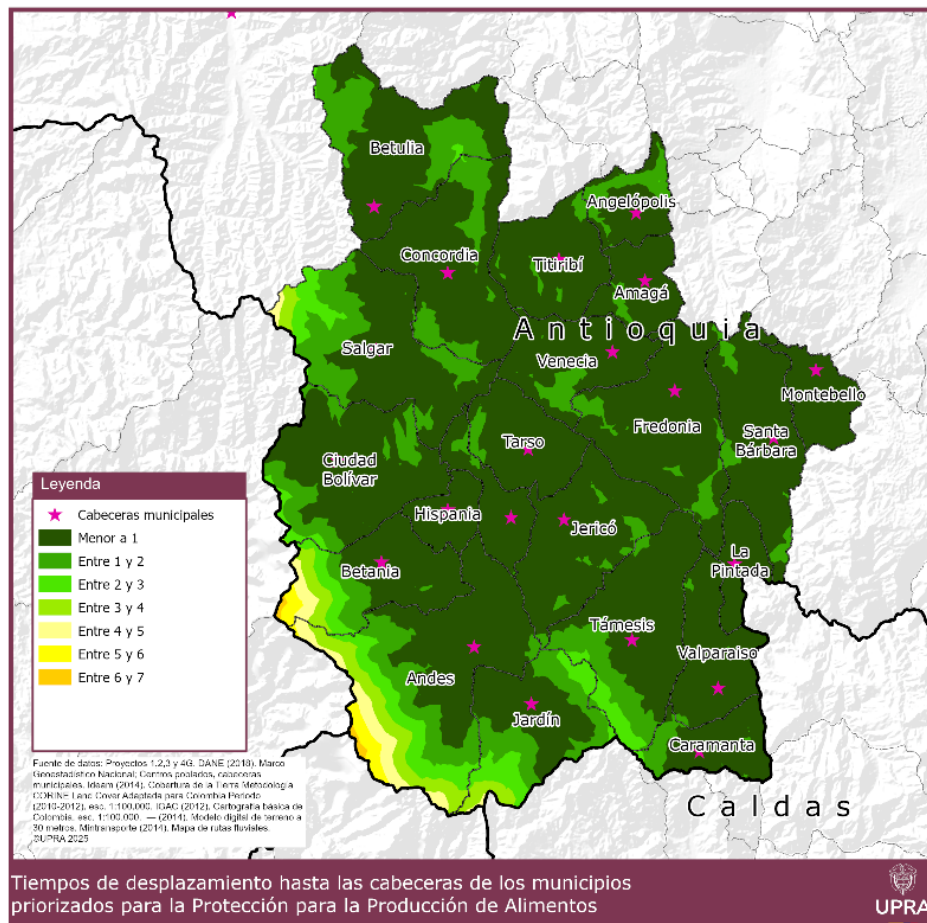 Betulia
Angelópolis
Concordia
Titiribí
Amagá
Antioquia
Salgar
Venecia
Montebello
Fredonia
Santa
Bárbara
Tarso
Ciudad
Bolívar
Hispania
Jericó
La
Pintada
Betania
Támesis
Valparaiso
Andes
Jardín
Caramanta
Caldas
Leyenda
Cabeceras municipales
Menor a 1
Entre 1 y 2
Entre 2 y 3
Entre 3 y 4
Entre 4 y 5
Entre 5 y 6
Entre 6 y 7
Fuente de datos: Proyectos 1,2,3 y 4G. DANE (2018). Marco
Geoestadístico Nacional; Centros poblados, cabeceras
municipales. Ideam (2014). Cobertura de la Tierra Metodología
CORINE Land Cover Adaptada para Colombia Periodo
(2010-2012), esc. 1:100.000. IGAC (2012). Cartografía básica de
Colombia, esc. 1:100.000. — (2014). Modelo digital de terreno a
30 metros. Mintransporte (2014). Mapa de rutas fluviales.
©UPRA 2025
Tiempos de desplazamiento hasta las cabeceras de los municipios
priorizados para la Protección para la Producción de Alimentos
UPRA